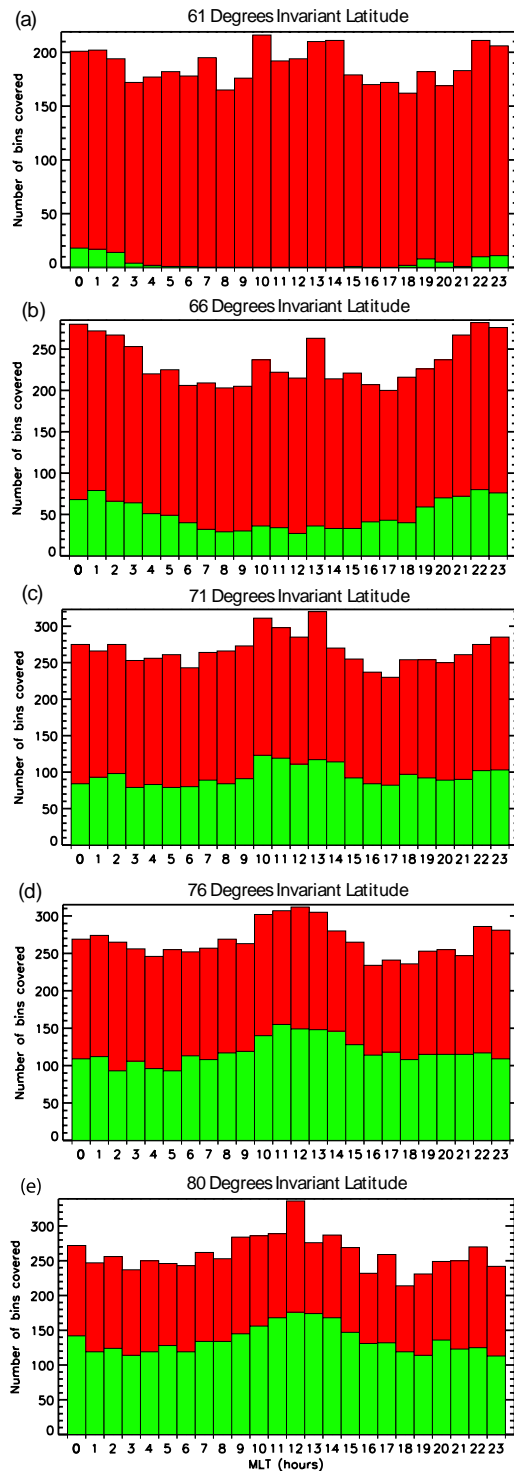 (a)
61 Degrees Invariant Latitude
Number of bins covered
200
150
100
50
0
0 1 2 3 4 5 6 7 8 9 10 11 12 13 14 15 16 17 18 19 20 21 22 23
(b)
66 Degrees Invariant Latitude
Number of bins covered
250
200
150
100
50
0
0 1 2 3 4 5 6 7 8 9 10 11 12 13 14 15 16 17 18 19 20 21 22 23
(c)
71 Degrees Invariant Latitude
Number of bins covered
300
250
200
150
100
50
0
0 1 2 3 4 5 6 7 8 9 10 11 12 13 14 15 16 17 18 19 20 21 22 23
(d)
76 Degrees Invariant Latitude
Number of bins covered
300
250
200
150
100
50
0
0 1 2 3 4 5 6 7 8 9 10 11 12 13 14 15 16 17 18 19 20 21 22 23
(e)
80 Degrees Invariant Latitude
Number of bins covered
300
250
200
150
100
50
0
0 1 2 3 4 5 6 7 8 9 10 11 12 13 14 15 16 17 18 19 20 21 22 23
MLT (hours)